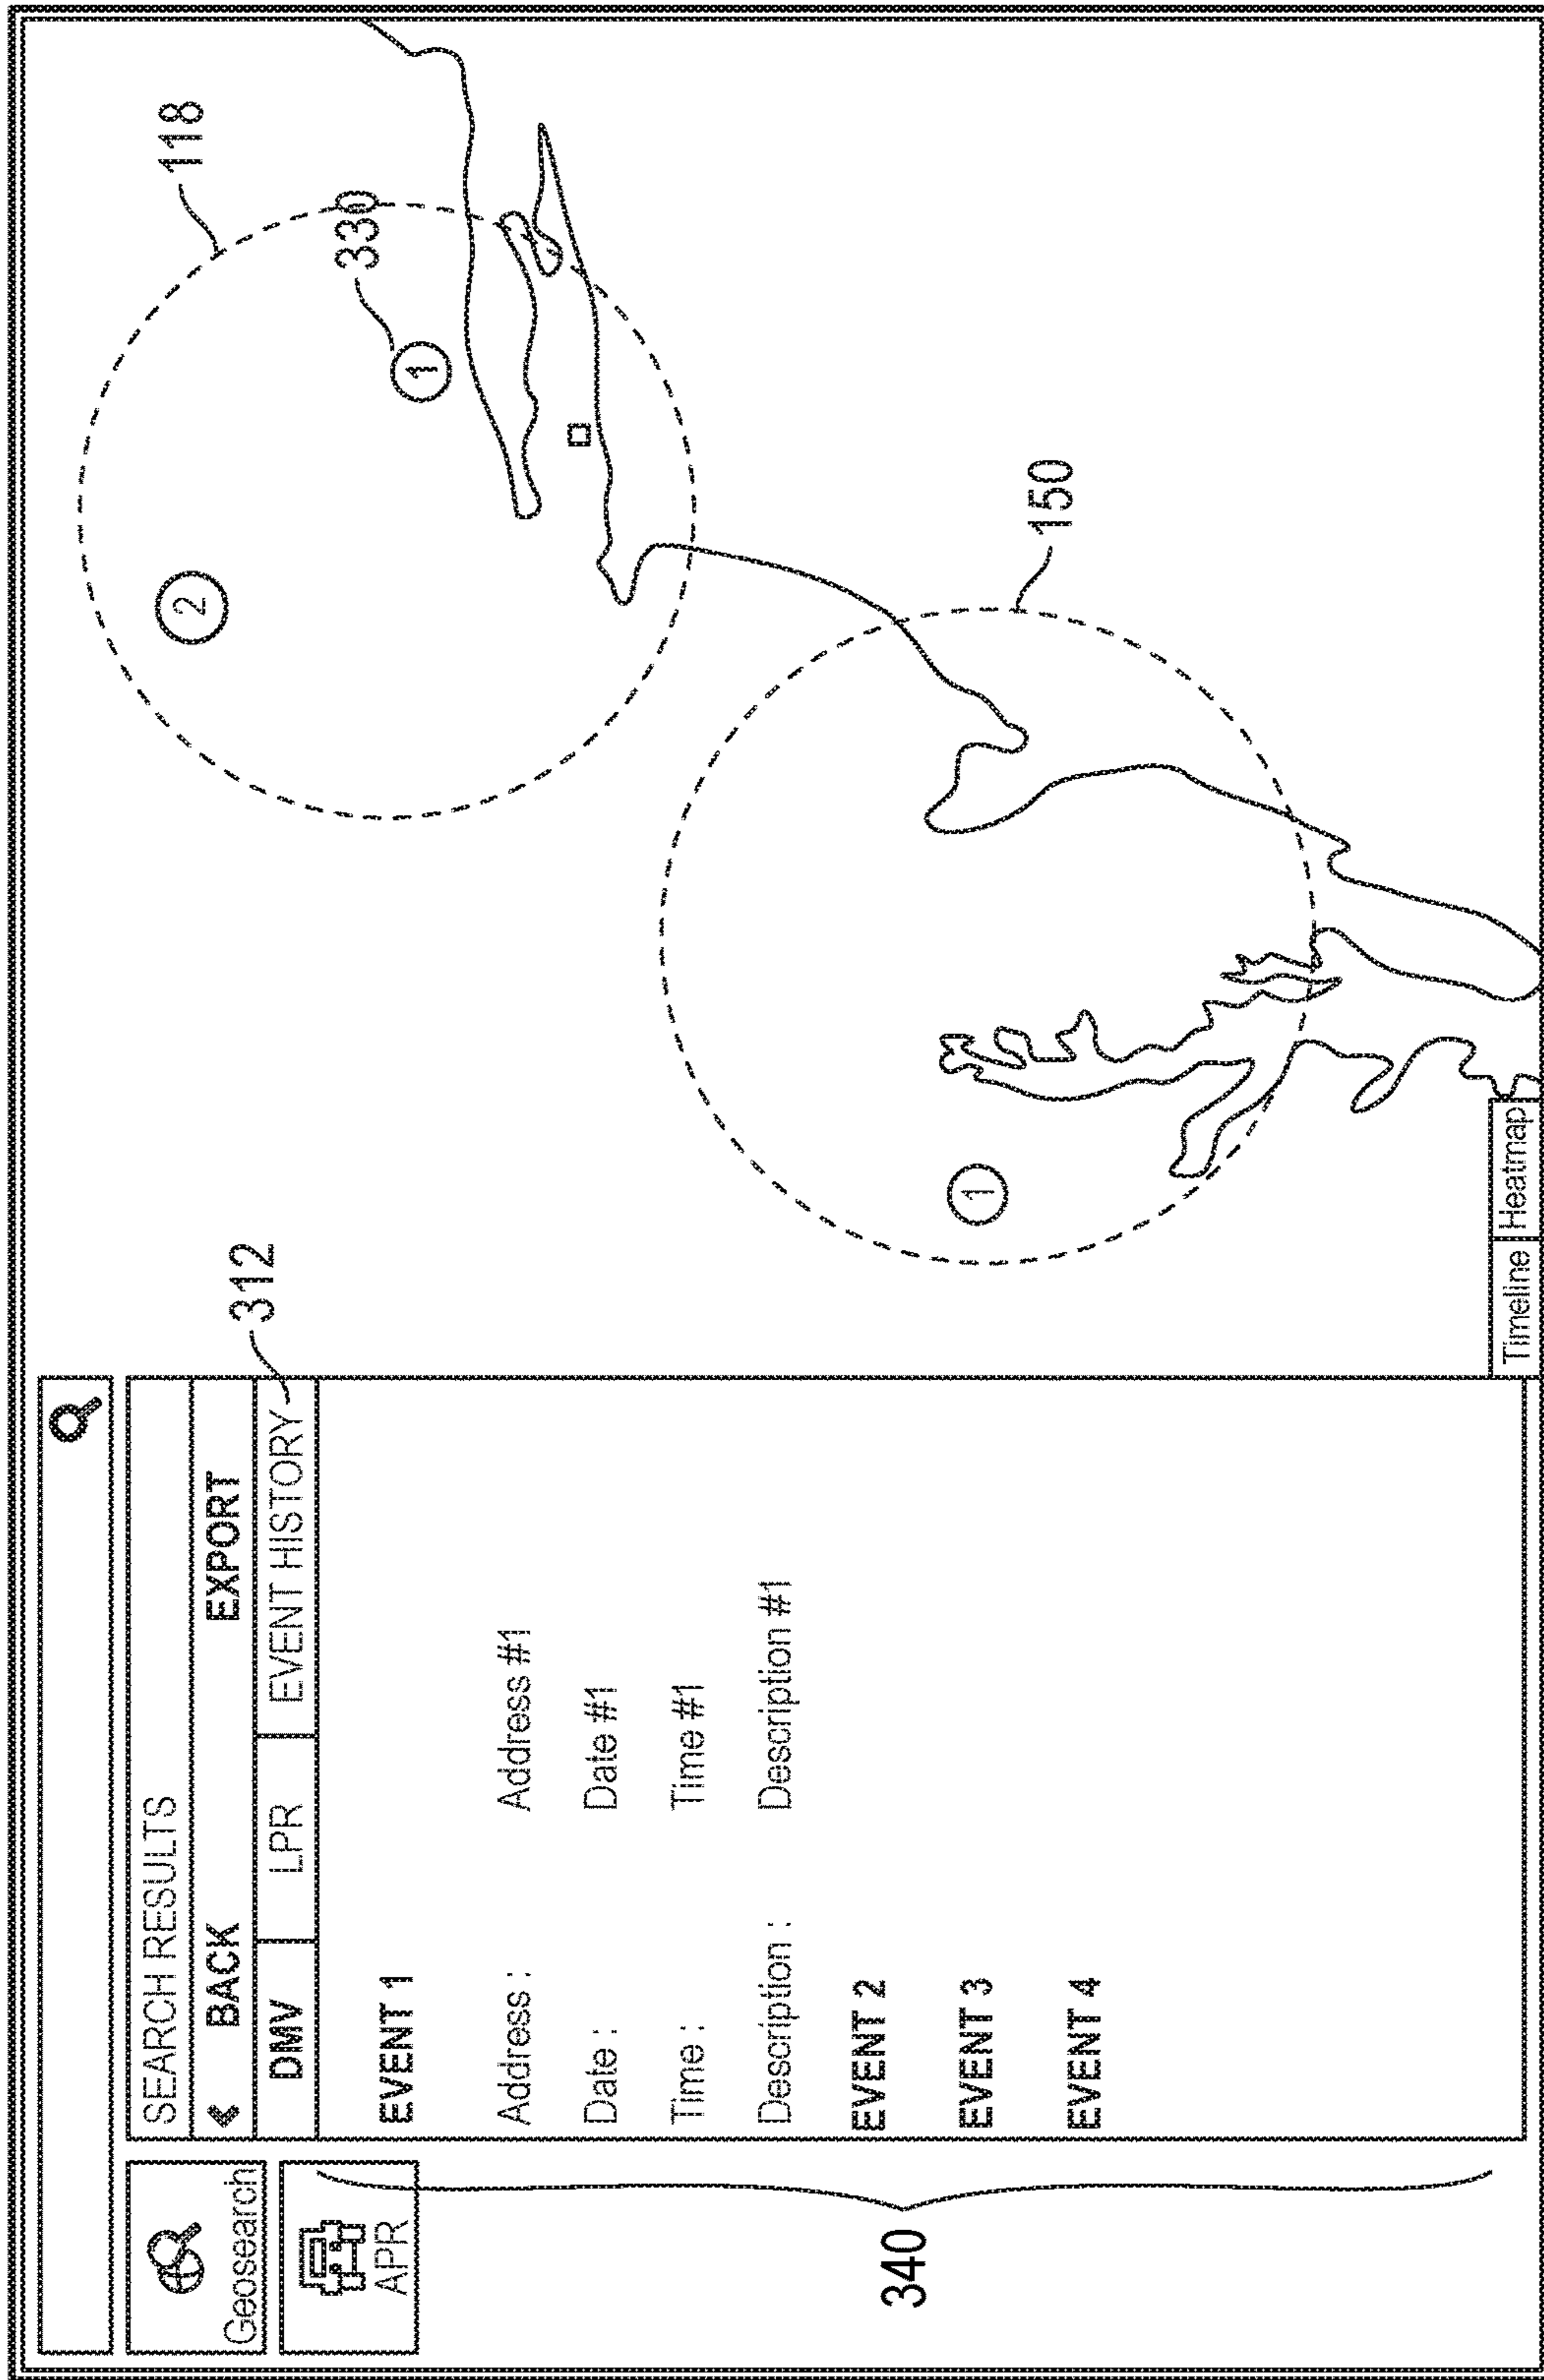 SEARCH RESULTS
BACK EXPORT
DMV LPR EVENT HISTORY
312
EVENT 1
Address : Address #1
Date : Date #1
Time : Time #1
Description : Description #1
EVENT 2
EVENT 3
EVENT 4
Geosearch
APR
340
118
330
1
2
150
1
Timeline Heatmap